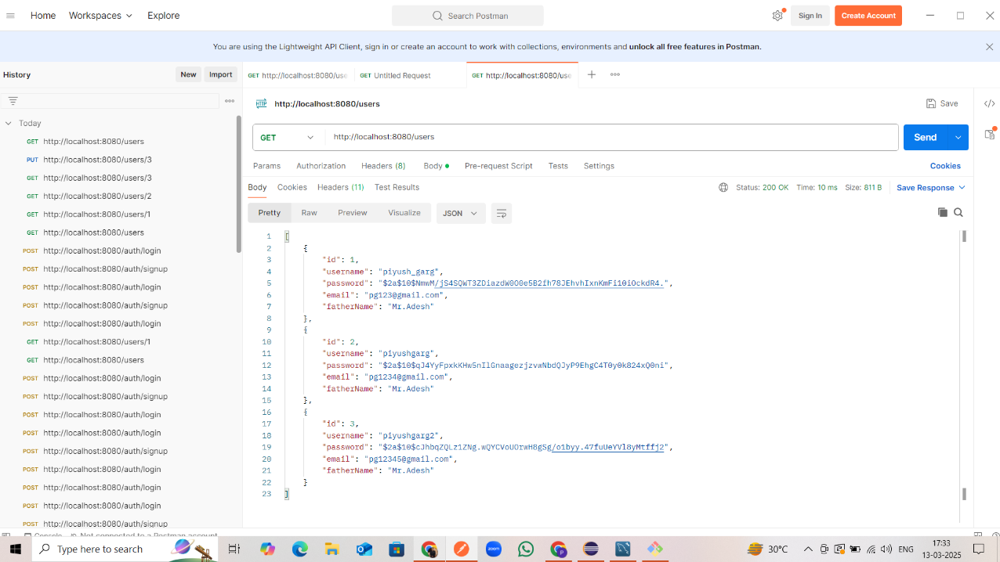 Home Workspaces Explore
Search Postman
Sign In Create Account
You are using the Lightweight API Client, sign in or create an account to work with collections, environments and unlock all free features in Postman.
History New Import
Today
GET http://localhost:8080/users
PUT http://localhost:8080/users/3
GET http://localhost:8080/users/3
GET http://localhost:8080/users/2
GET http://localhost:8080/users/1
GET http://localhost:8080/users
POST http://localhost:8080/auth/login
POST http://localhost:8080/auth/signup
POST http://localhost:8080/auth/login
POST http://localhost:8080/auth/signup
POST http://localhost:8080/auth/login
GET http://localhost:8080/users/1
GET http://localhost:8080/users
POST http://localhost:8080/auth/login
POST http://localhost:8080/auth/signup
POST http://localhost:8080/auth/login
POST http://localhost:8080/auth/login
POST http://localhost:8080/auth/signup
POST http://localhost:8080/auth/login
POST http://localhost:8080/auth/login
POST http://localhost:8080/auth/login
POST http://localhost:8080/auth/signup
GET http://localhost:8080/use GET Untitled Request GET http://localhost:8080/use
HTTP http://localhost:8080/users Save
GET http://localhost:8080/users Send
Params Authorization Headers (8) Body Pre-request Script Tests Settings Cookies
Body Cookies Headers (11) Test Results Status: 200 OK Time: 10 ms Size: 811 B Save Response
Pretty Raw Preview Visualize JSON
1 [
2 {
3 "id": 1,
4 "username": "piyush_garg",
5 "password": "$2a$10$NmwM/jS4SQWT3ZDiazdW0O0e5B2fh78JEhvhIxnKmFi10iOckdR4.",
6 "email": "pg123@gmail.com",
7 "fatherName": "Mr.Adesh"
8 },
9 {
10 "id": 2,
11 "username": "piyushgarg",
12 "password": "$2a$10$qJ4YyFpxkKHw5nIlGnaagezjzvwNbdQJyP9EhgC4T0y0k824xQ0ni",
13 "email": "pg1234@gmail.com",
14 "fatherName": "Mr.Adesh"
15 },
16 {
17 "id": 3,
18 "username": "piyushgarg2",
19 "password": "$2a$10$cJhbqZQLz1ZNg.wQYCVoUOrwH8gSg/o1byy.47fuUeYVl8yMtffj2",
20 "email": "pg12345@gmail.com",
21 "fatherName": "Mr.Adesh"
22 }
23 ]
Console Not connected to a Postman account
Type here to search
zoom
30°C
ENG
17:33
13-03-2025